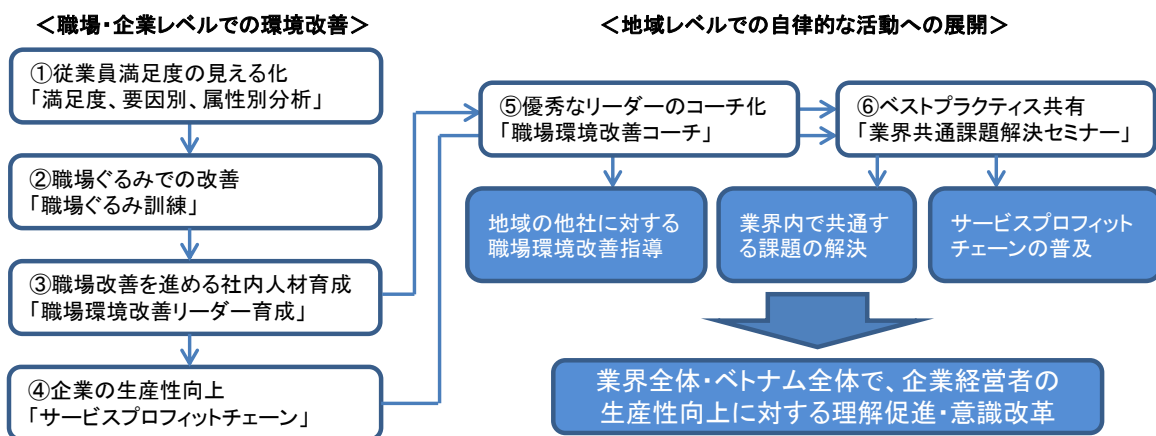 ＜職場・企業レベルでの環境改善＞
①従業員満足度の見える化
「満足度、要因別、属性別分析」
②職場ぐるみでの改善
「職場ぐるみ訓練」
③職場改善を進める社内人材育成
「職場環境改善リーダー育成」
④企業の生産性向上
「サービスプロフィットチェーン」
＜地域レベルでの自律的な活動への展開＞
⑤優秀なリーダーのコーチ化
「職場環境改善コーチ」
⑥ベストプラクティス共有
「業界共通課題解決セミナー」
地域の他社に対する
職場環境改善指導
業界内で共通す
る課題の解決
サービスプロフィット
チェーンの普及
業界全体・ベトナム全体で、企業経営者の
生産性向上に対する理解促進・意識改革